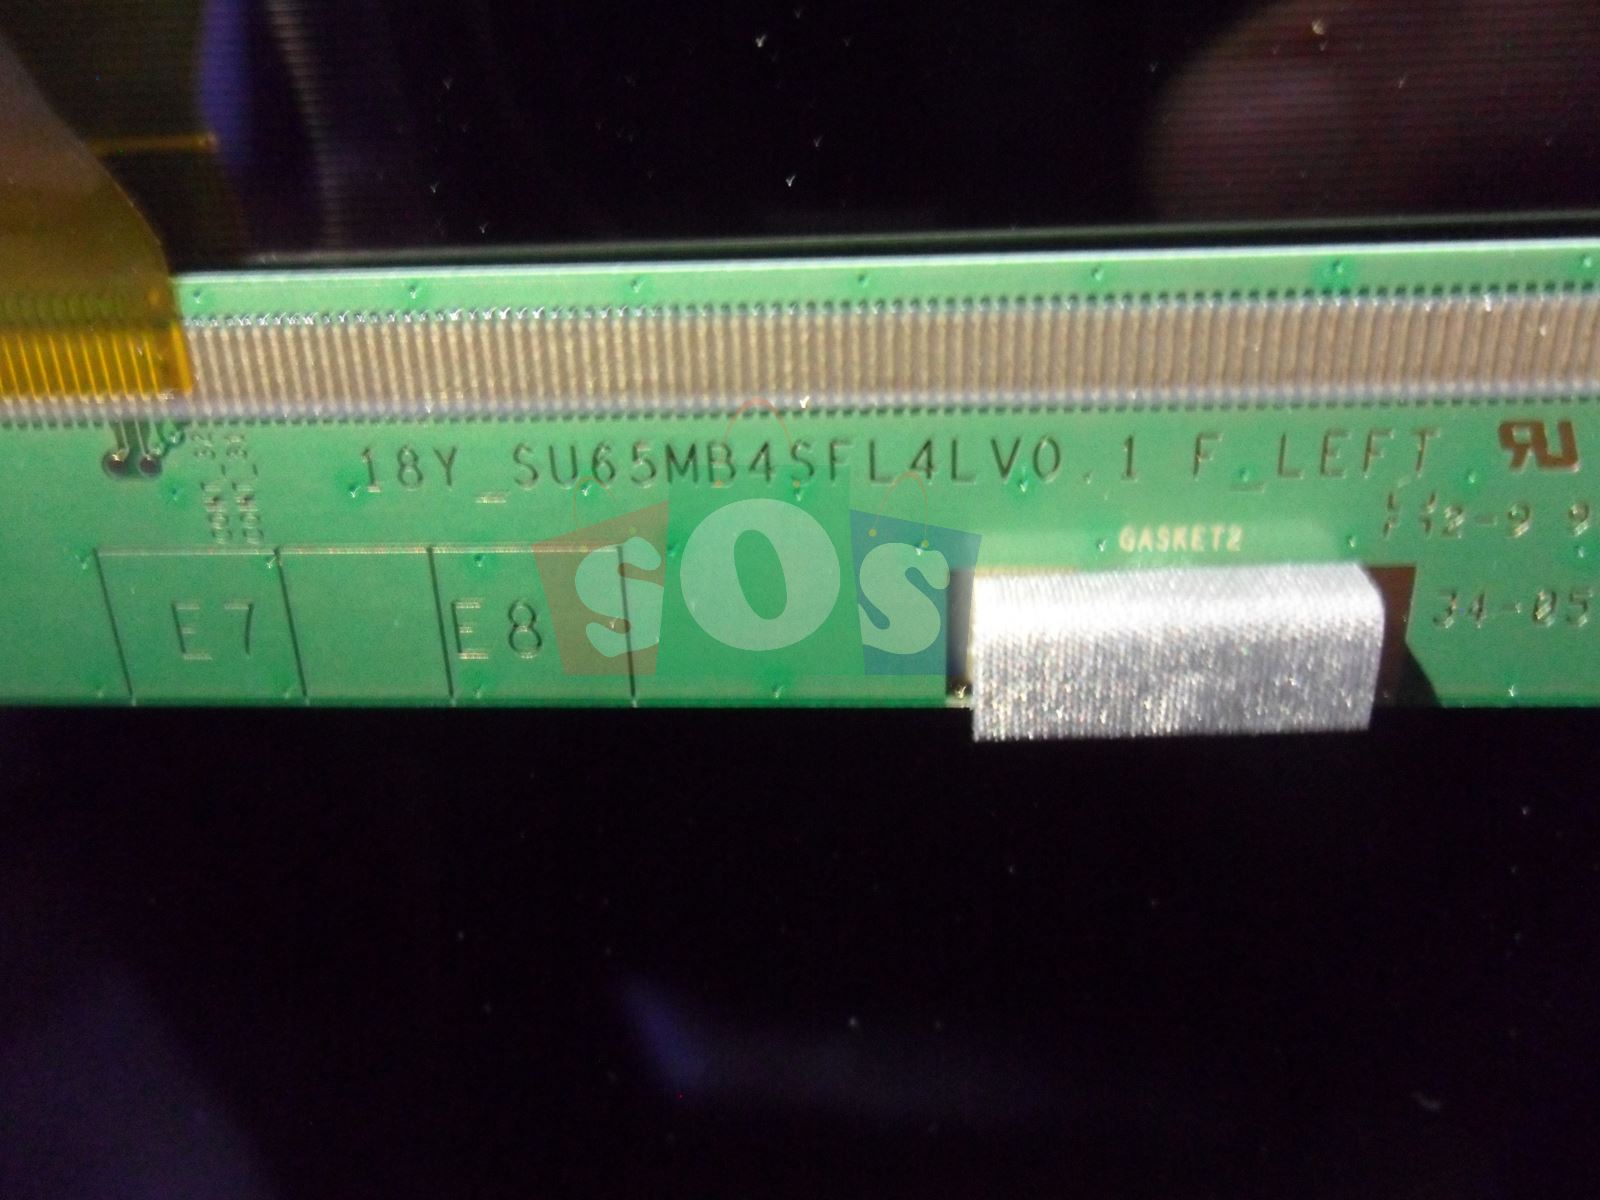 18Y_SU65MB4SFL4LV0.1 F_LEFT
GASKET2
E7
E8
34-05
sos